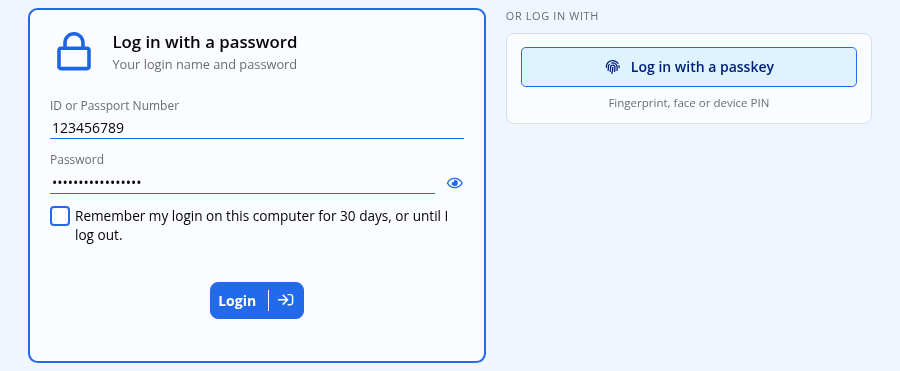 Log in with a password
Your login name and password
ID or Passport Number
123456789
Password
•••••••••••••••••
Remember my login on this computer for 30 days, or until I
log out.
Login
OR LOG IN WITH
Log in with a passkey
Fingerprint, face or device PIN